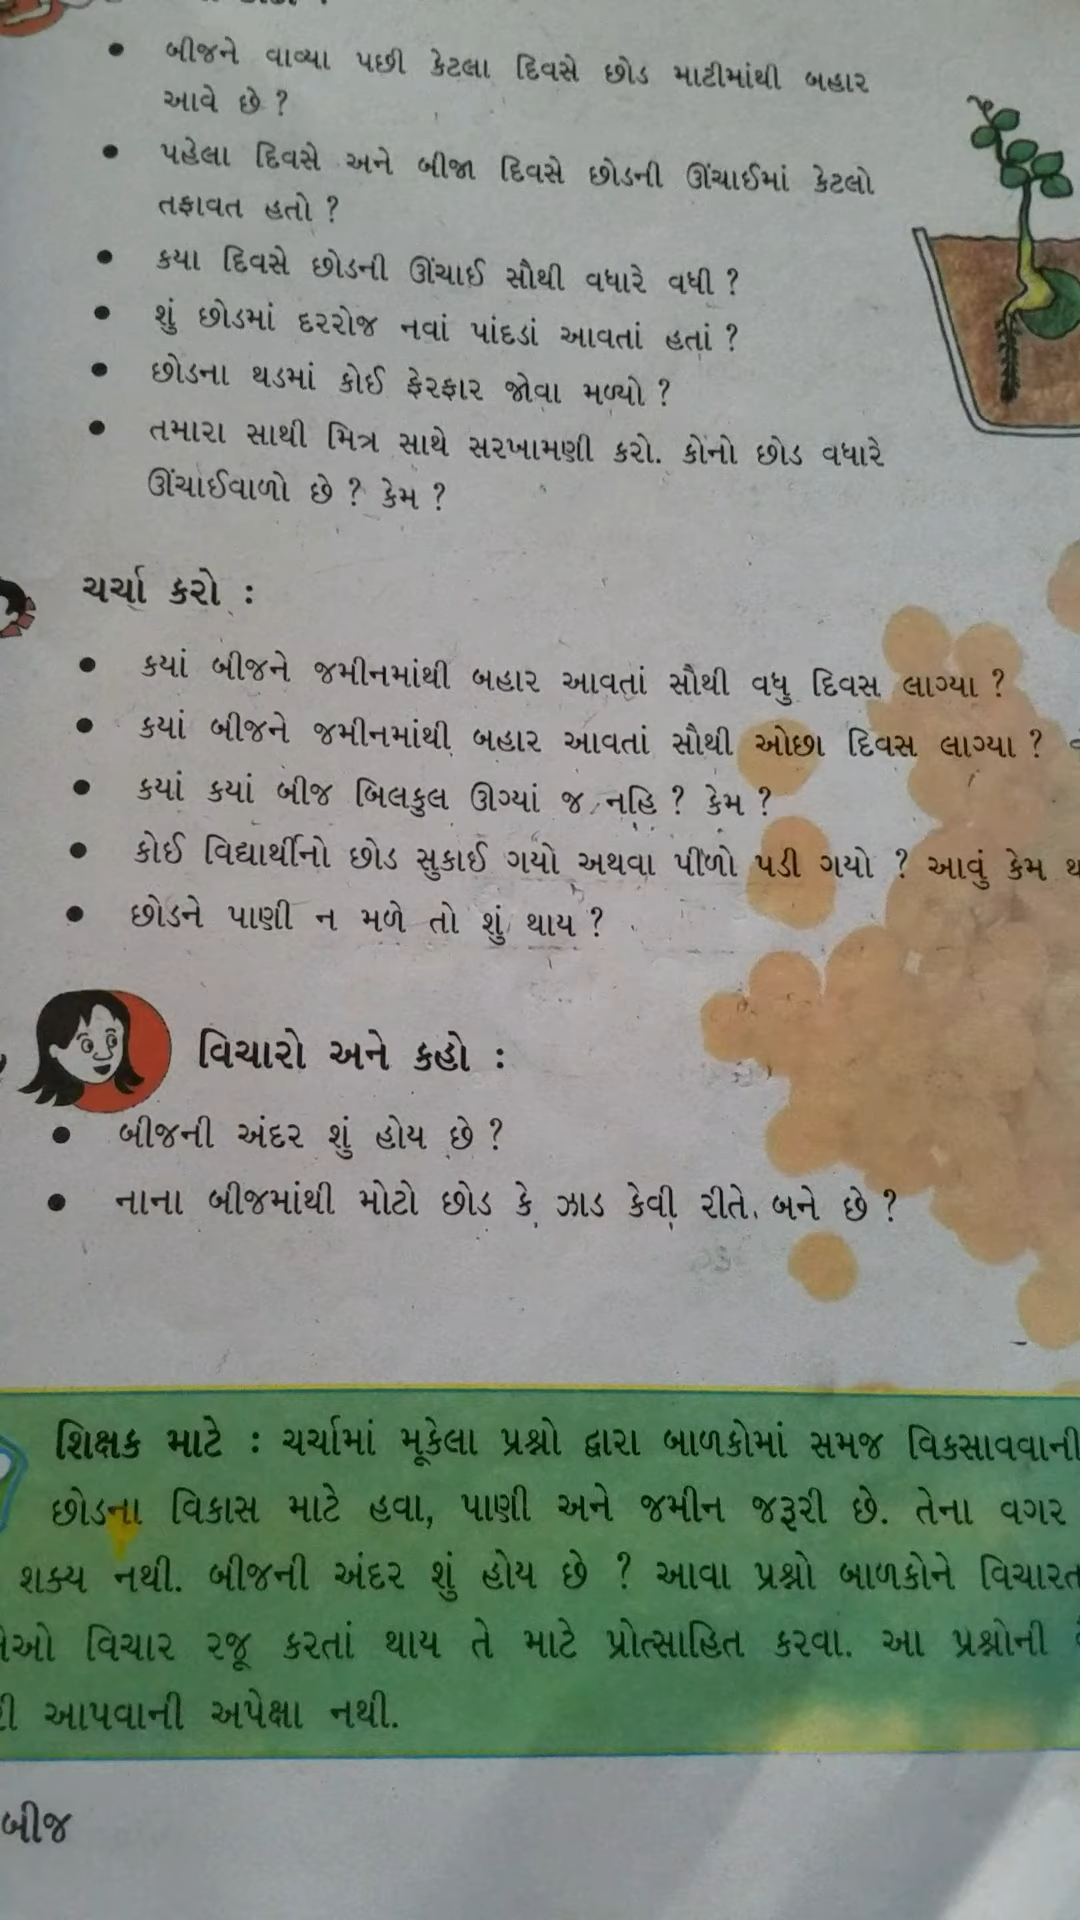 બીજને વાવ્યા પછી કેટલા દિવસે છોડ માટીમાંથી બહાર
આવે છે ?
પહેલા દિવસે અને બીજા દિવસે છોડની ઊંચાઈમાં કેટલો
તફાવત હતો ?
કયા દિવસે છોડની ઊંચાઈ સૌથી વધારે વધી ?
શું છોડમાં દરરોજ નવાં પાંદડાં આવતાં હતાં ?
છોડના થડમાં કોઈ ફેરફાર જોવા મળ્યો ?
તમારા સાથી મિત્ર સાથે સરખામણી કરો. કોનો છોડ વધારે
ઊંચાઈવાળો છે ? કેમ ?
ચર્ચા કરો :
કયાં બીજને જમીનમાંથી બહાર આવતાં સૌથી વધુ દિવસ લાગ્યા ?
કયાં બીજને જમીનમાંથી બહાર આવતાં સૌથી ઓછા દિવસ લાગ્યા ?
કયાં કયાં બીજ બિલકુલ ઊગ્યાં જ નહિ ? કેમ ?
કોઈ વિદ્યાર્થીનો છોડ સુકાઈ ગયો અથવા પીળો પડી ગયો ? આવું કેમ
છોડને પાણી ન મળે તો શું થાય ?
વિચારો અને કહો :
બીજની અંદર શું હોય છે ?
નાના બીજમાંથી મોટો છોડ કે ઝાડ કેવી રીતે બને છે ?
શિક્ષક માટે : ચર્ચામાં મૂકેલા પ્રશ્નો દ્વારા બાળકોમાં સમજ વિકસાવવાની
છોડના વિકાસ માટે હવા, પાણી અને જમીન જરૂરી છે. તેના વગર
શક્ય નથી. બીજની અંદર શું હોય છે ? આવા પ્રશ્નો બાળકોને
વિચાર રજૂ કરતાં થાય તે માટે પ્રોત્સાહિત કરવા. આ પ્રશ્નોની
આપવાની અપેક્ષા નથી.
બીજ